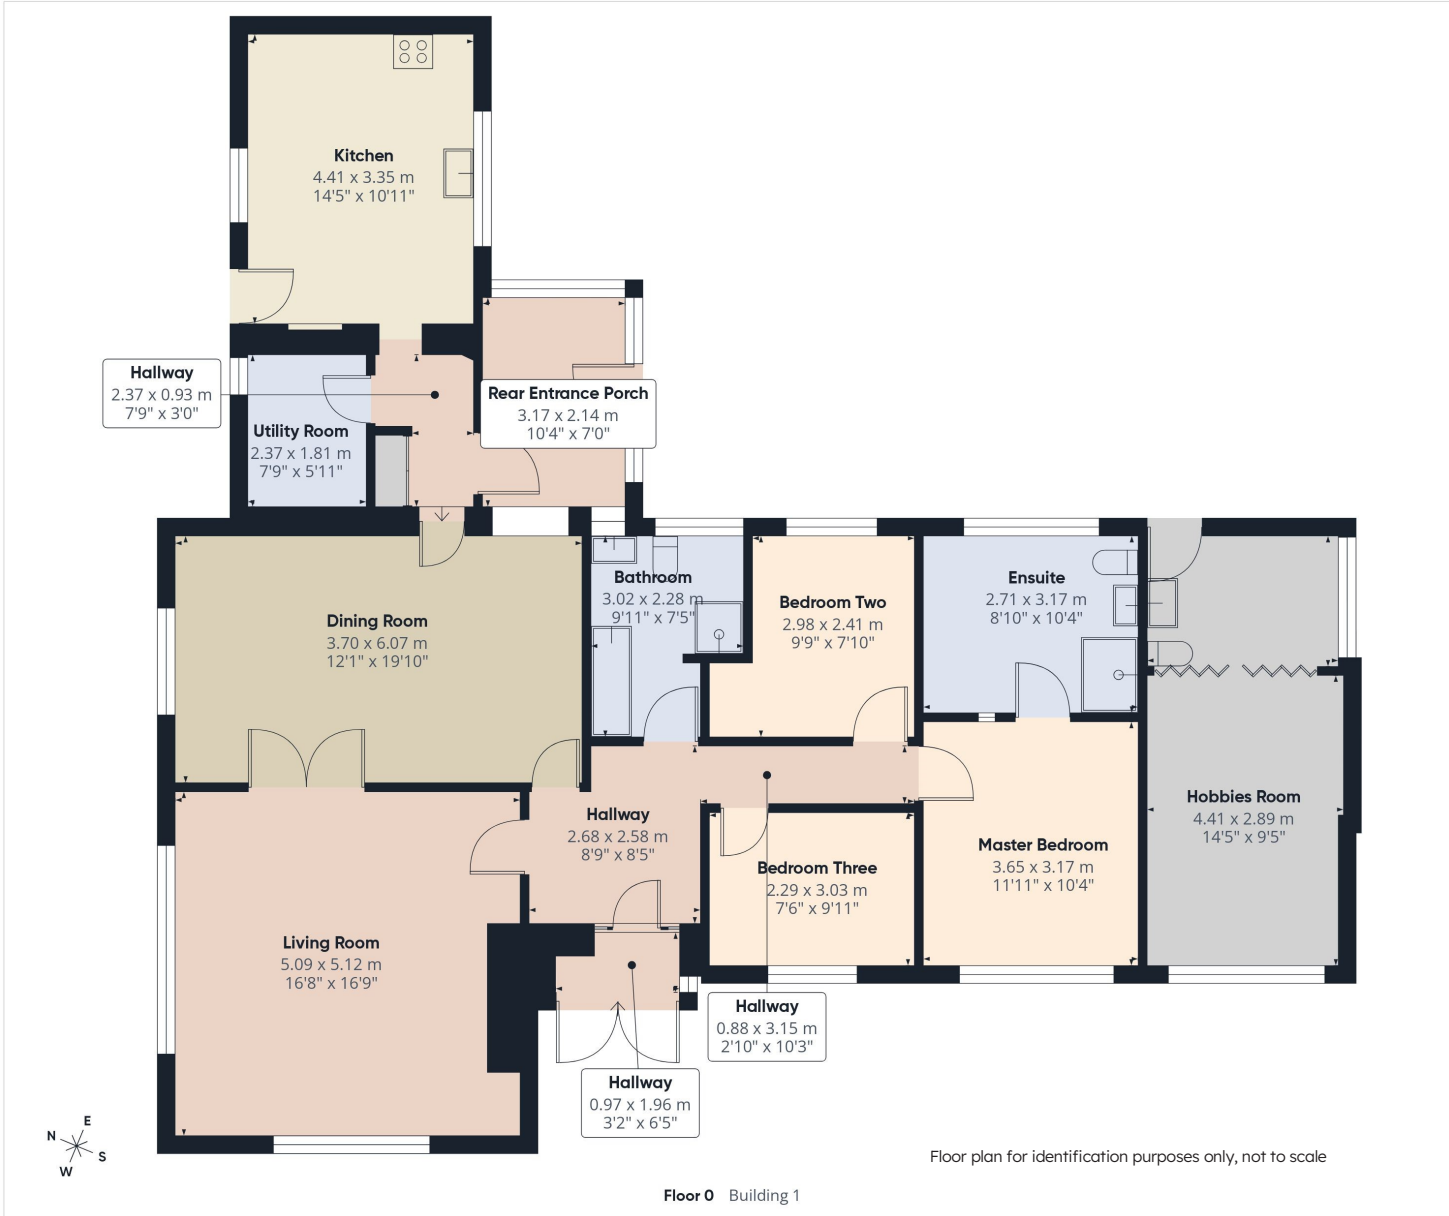 Kitchen
4.41 x 3.35 m
14'5" x 10'11"
Hallway
2.37 x 0.93 m
7'9" x 3'0"
Rear Entrance Porch
3.17 x 2.14 m
10'4" x 7'0"
Utility Room
2.37 x 1.81 m
7'9" x 5'11"
Dining Room
3.70 x 6.07 m
12'1" x 19'10"
Bathroom
3.02 x 2.28 m
9'11" x 7'5"
Bedroom Two
2.98 x 2.41 m
9'9" x 7'10"
Ensuite
2.71 x 3.17 m
8'10" x 10'4"
Hobbies Room
4.41 x 2.89 m
14'5" x 9'5"
Hallway
2.68 x 2.58 m
8'9" x 8'5"
Master Bedroom
3.65 x 3.17 m
11'11" x 10'4"
Bedroom Three
2.29 x 3.03 m
7'6" x 9'11"
Living Room
5.09 x 5.12 m
16'8" x 16'9"
Hallway
0.88 x 3.15 m
2'10" x 10'3"
Hallway
0.97 x 1.96 m
3'2" x 6'5"
E
N
S
W
Floor plan for identification purposes only, not to scale
Floor 0 Building 1